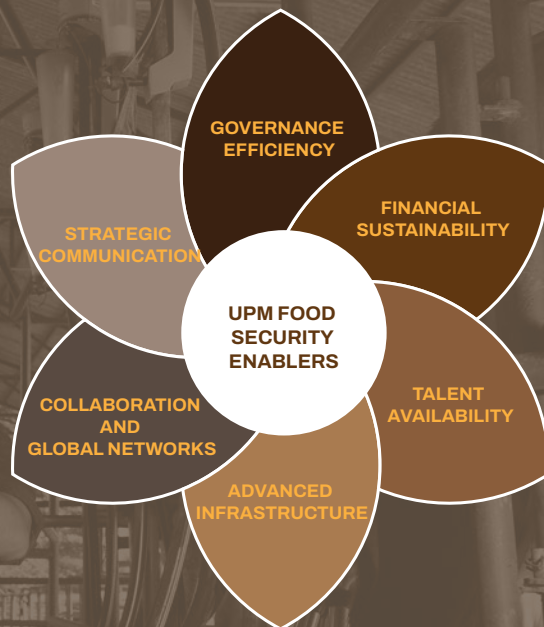 GOVERNANCE
EFFICIENCY
FINANCIAL
SUSTAINABILITY
TALENT
AVAILABILITY
ADVANCED
INFRASTRUCTURE
COLLABORATION
AND
GLOBAL NETWORKS
STRATEGIC
COMMUNICATION
UPM FOOD
SECURITY
ENABLERS